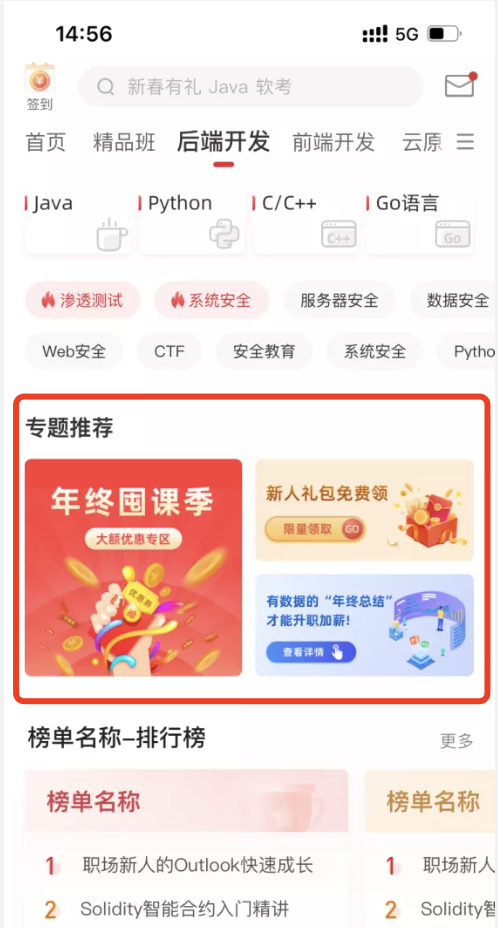 14:56
5G
签到
新春有礼 Java 软考
首页 精品班 后端开发 前端开发 云原
Java Python C/C++ Go语言
C++ Go
渗透测试 系统安全 服务器安全 数据安全
Web安全 CTF 安全教育 系统安全 Pytho
专题推荐
年终囤课季
大额优惠专区
优惠券
抢
新人礼包免费领
限量领取 GO
有数据的“年终总结”
才能升职加薪!
查看详情
榜单名称-排行榜 更多
榜单名称 榜单名称
1 职场新人的Outlook快速成长 1 职场新人
2 Solidity智能合约入门精讲 2 Solidity智